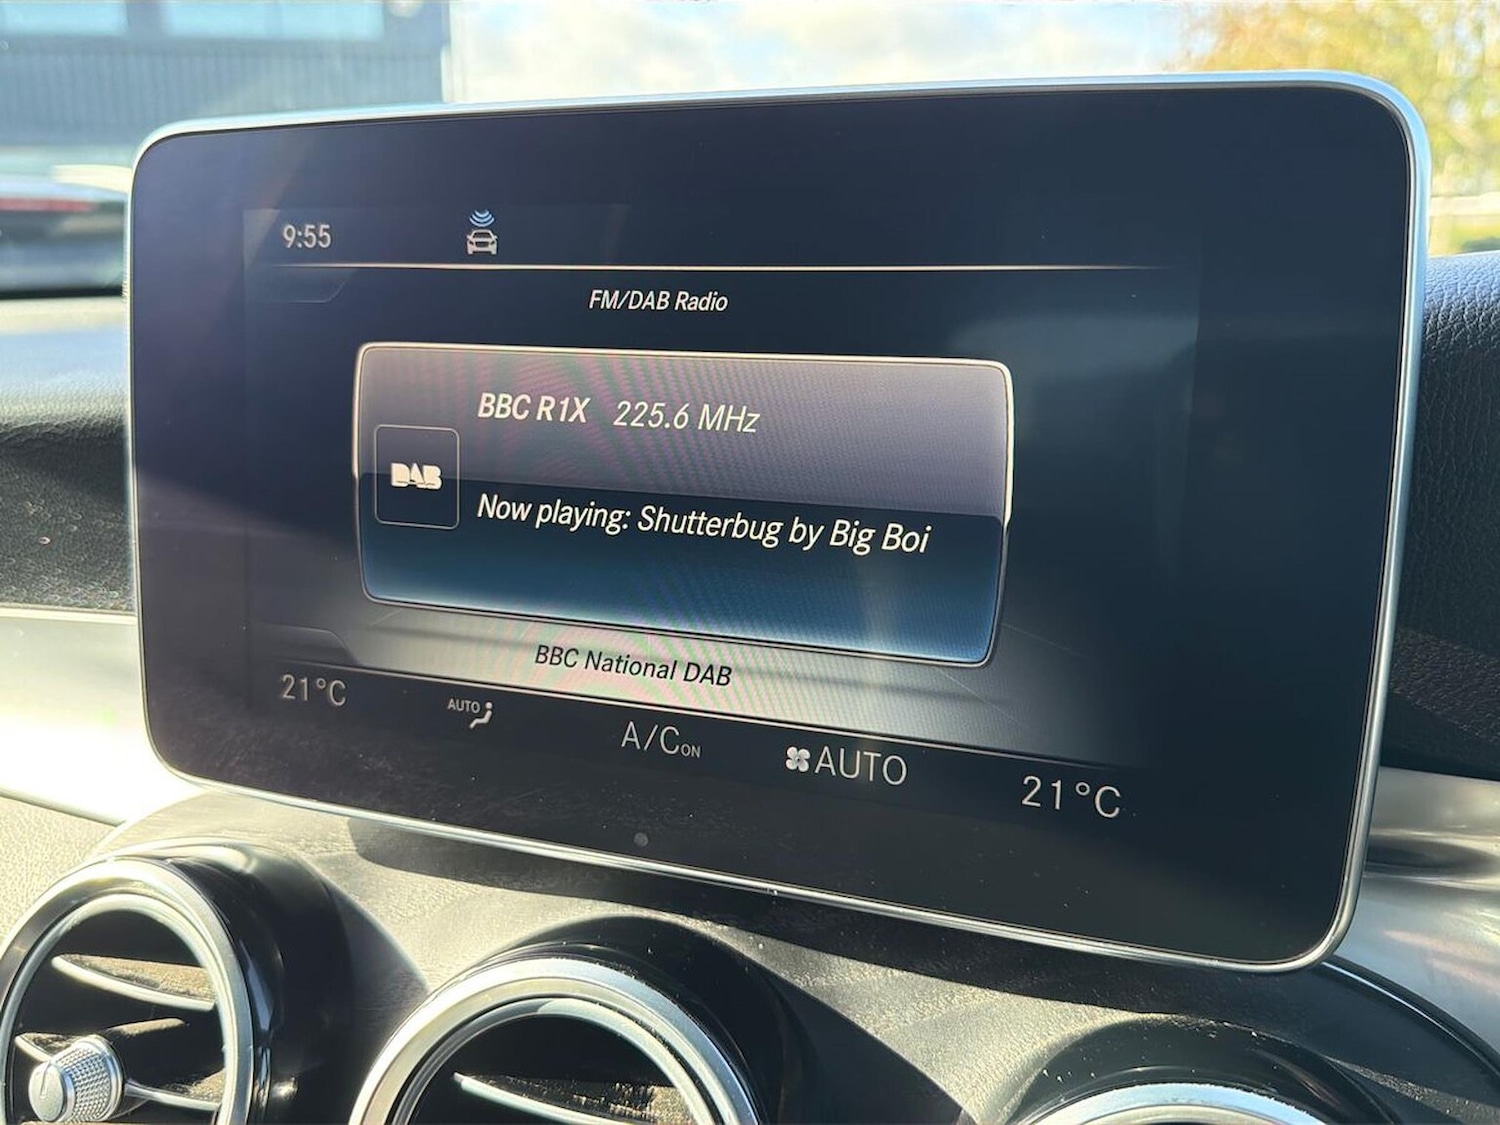 9:55
FM/DAB Radio
BBC R1X 225.6 MHz
DAB
Now playing: Shutterbug by Big Boi
BBC National DAB
21°C AUTO A/C ON AUTO 21°C